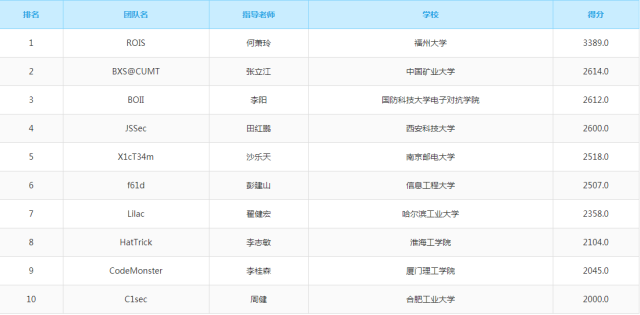 排名 团队名 指导老师 学校 得分
1 ROIS 何萧玲 福州大学 3389.0
2 BXS@CUMT 张立江 中国矿业大学 2614.0
3 BOII 李阳 国防科技大学电子对抗学院 2612.0
4 JSSec 田红鹏 西安科技大学 2600.0
5 X1cT34m 沙乐天 南京邮电大学 2518.0
6 f61d 彭建山 信息工程大学 2507.0
7 Lilac 翟健宏 哈尔滨工业大学 2358.0
8 HatTrick 李志敏 淮海工学院 2104.0
9 CodeMonster 李桂森 厦门理工学院 2045.0
10 C1sec 周健 合肥工业大学 2000.0